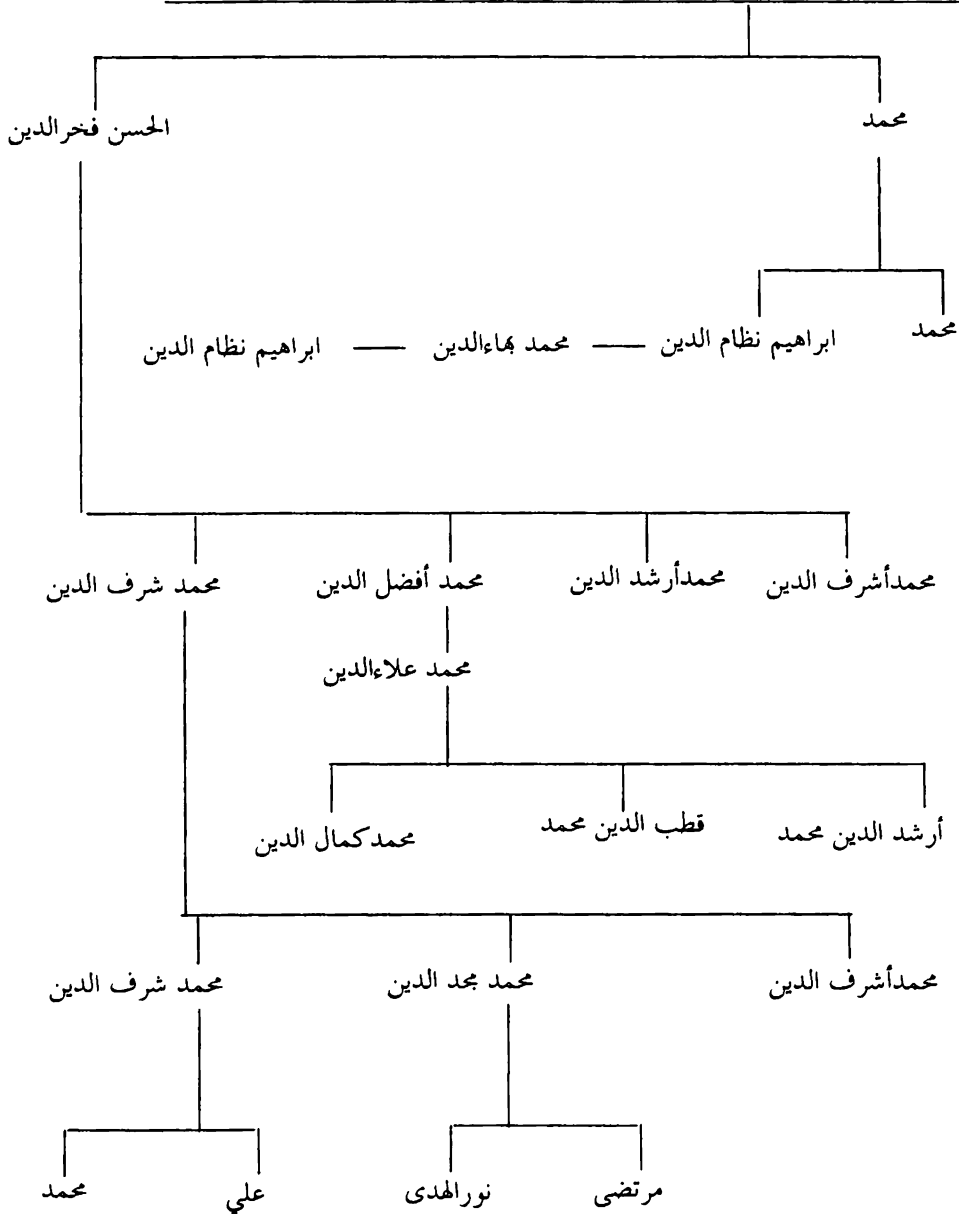 محمد الحسن فخرالدين
محمد ابراهيم نظام الدين محمد بهاءالدين ابراهيم نظام الدين
محمدأشرف الدين محمدأرشد الدين محمد أفضل الدين محمد شرف الدين
محمد علاءالدين
أرشد الدين محمد قطب الدين محمد محمدكمال الدين
محمدأشرف الدين محمد مجد الدين محمد شرف الدين
مرتضى نورالهدى علي محمد